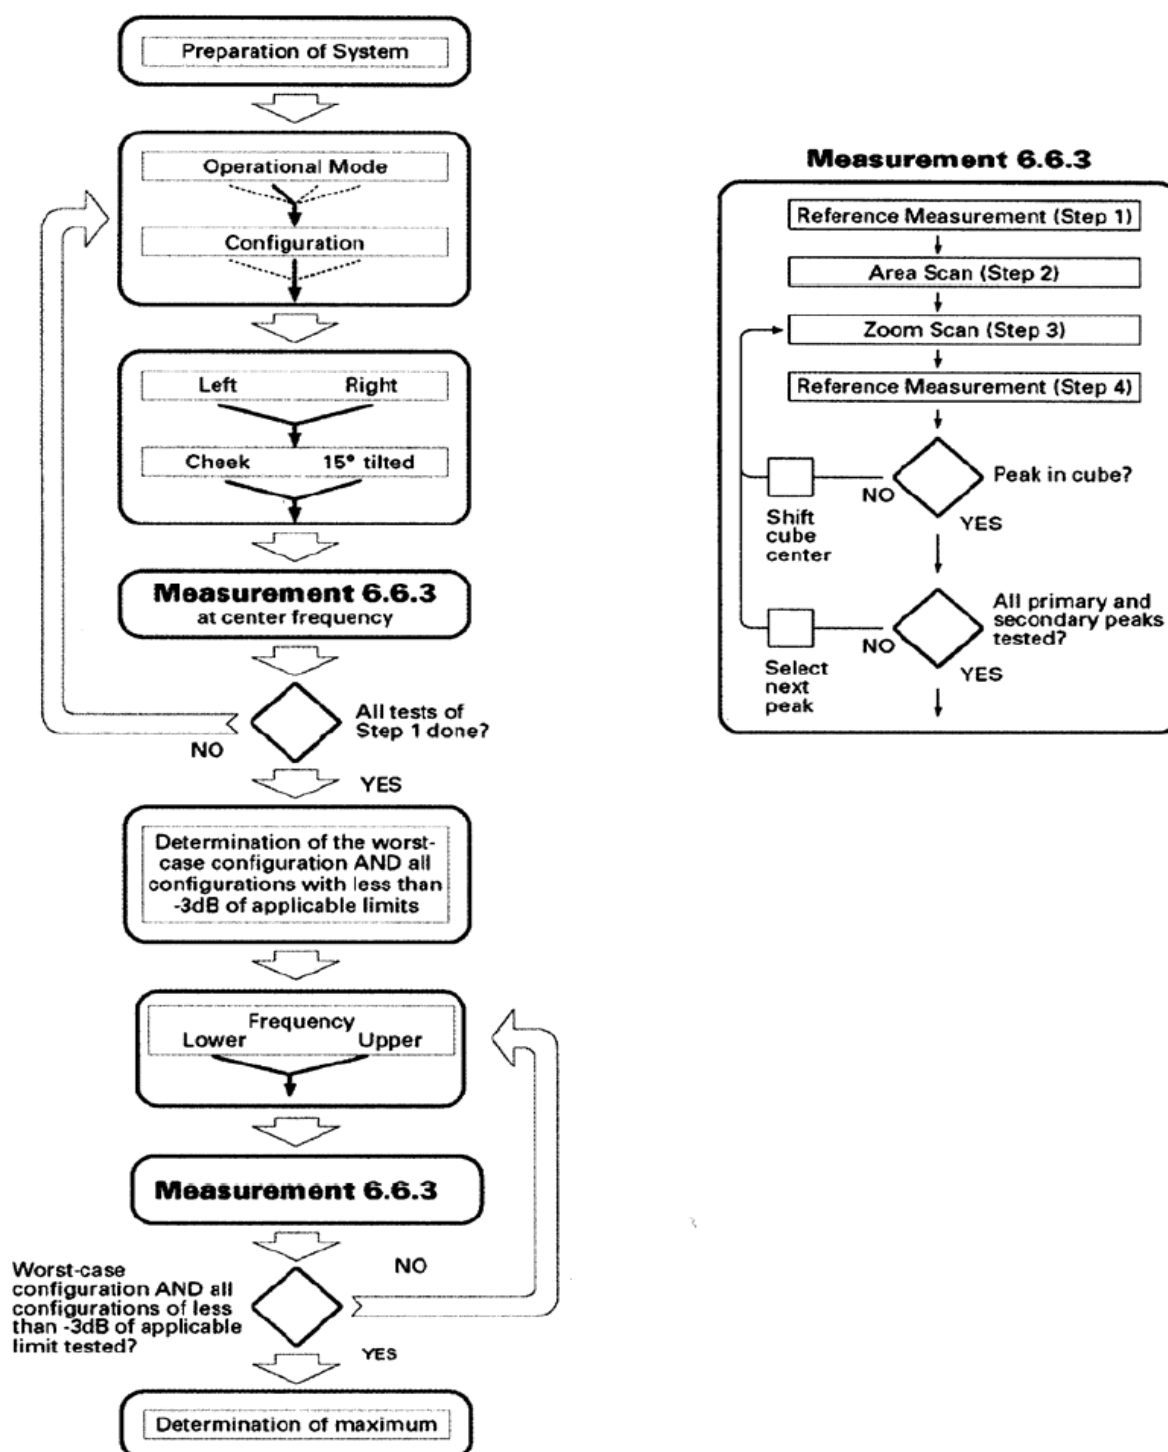 Preparation of System
Operational Mode
Configuration
Left Right
Cheek 15° tilted
Measurement 6.6.3
at center frequency
All tests of
Step 1 done?
NO
YES
Determination of the worst-
case configuration AND all
configurations with less than
-3dB of applicable limits
Frequency
Lower Upper
Measurement 6.6.3
NO
Worst-case
configuration AND all
configurations of less
than -3dB of applicable
limit tested?
YES
Determination of maximum
Measurement 6.6.3
Reference Measurement (Step 1)
Area Scan (Step 2)
Zoom Scan (Step 3)
Reference Measurement (Step 4)
Peak in cube?
NO
YES
Shift
cube
center
All primary and
secondary peaks
tested?
NO
YES
Select
next
peak